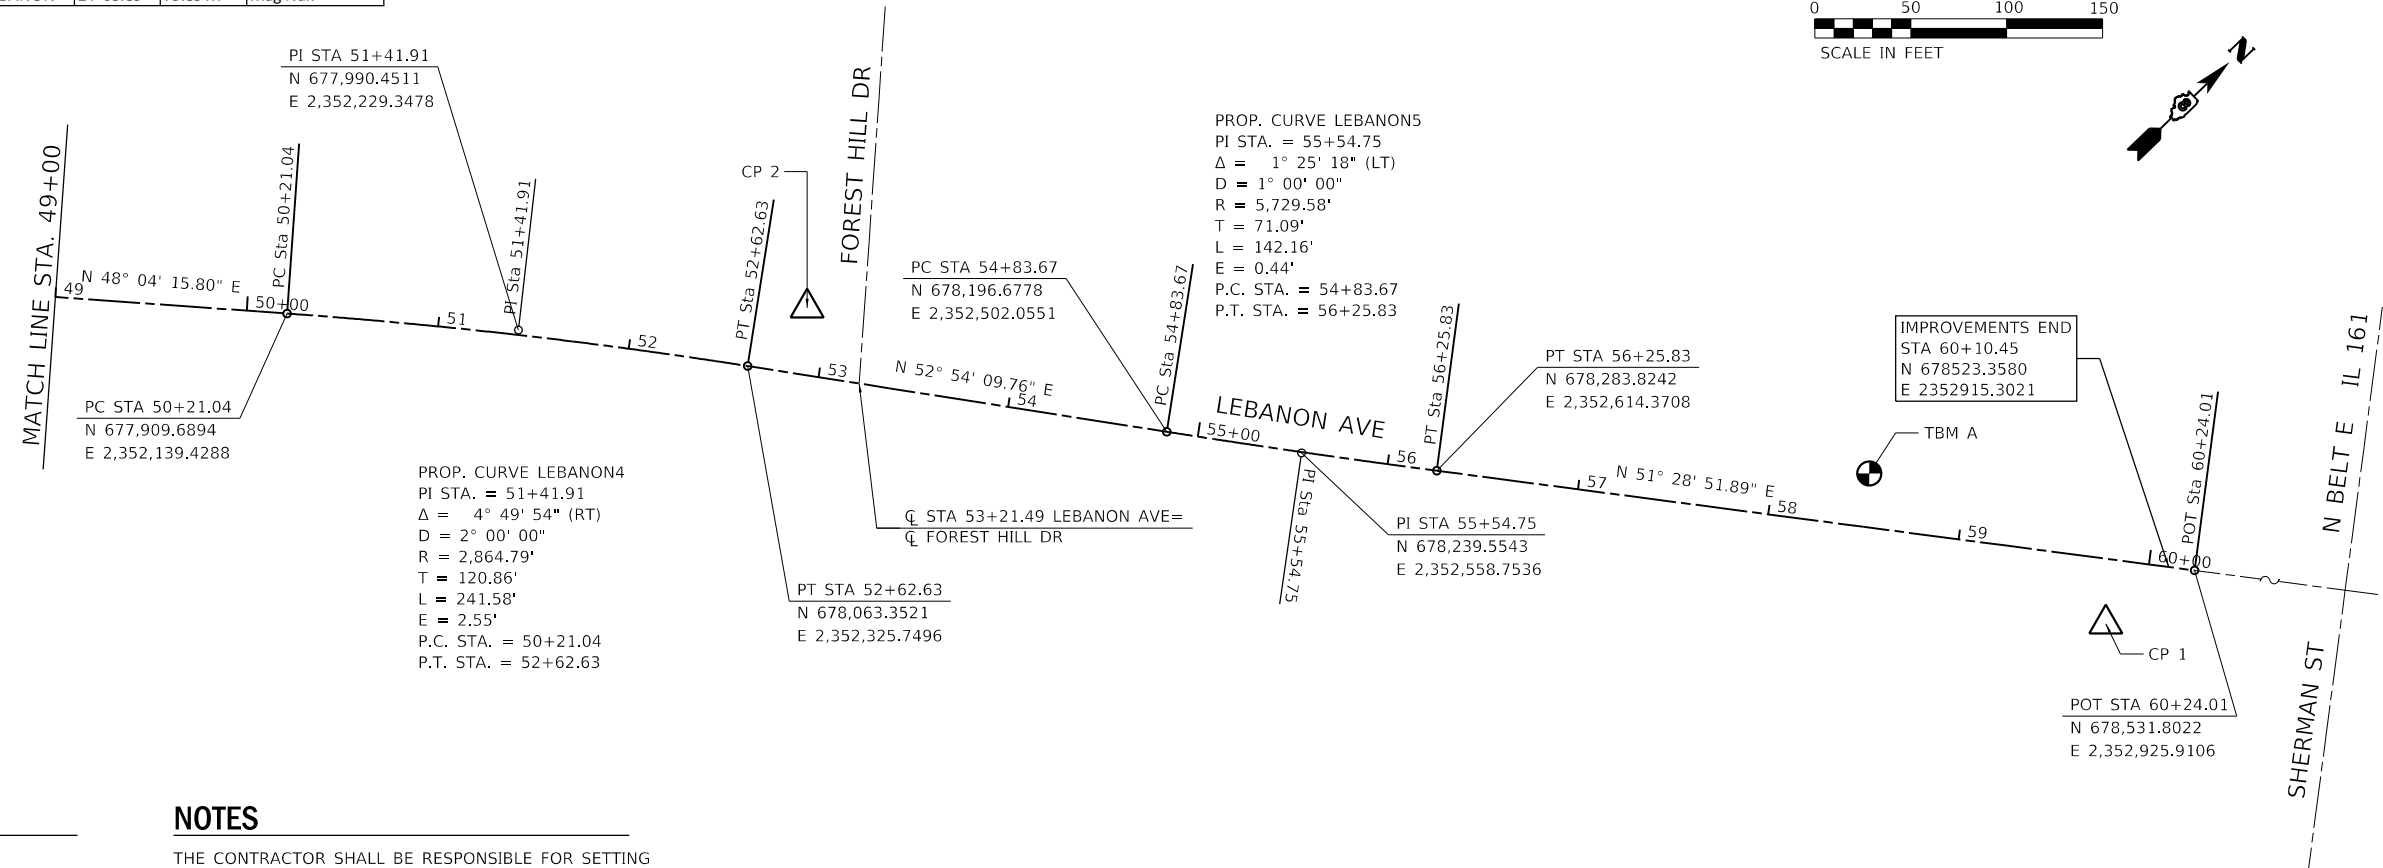 0 50 100 150
SCALE IN FEET
N
PI STA 51+41.91
N 677,990.4511
E 2,352,229.3478
MATCH LINE STA. 49+00
49
N 48° 04' 15.80" E
PC Sta 50+21.04
50+00
51
PI Sta 51+41.91
52
PT Sta 52+62.63
CP 2
FOREST HILL DR
53
N 52° 54' 09.76" E
54
PC STA 54+83.67
N 678,196.6778
E 2,352,502.0551
PC Sta 54+83.67
PROP. CURVE LEBANON5
PI STA. = 55+54.75
Δ = 1° 25' 18" (LT)
D = 1° 00' 00"
R = 5,729.58'
T = 71.09'
L = 142.16'
E = 0.44'
P.C. STA. = 54+83.67
P.T. STA. = 56+25.83
LEBANON AVE
55+00
56
PT Sta 56+25.83
PT STA 56+25.83
N 678,283.8242
E 2,352,614.3708
57
N 51° 28' 51.89" E
58
59
60+00
TBM A
IMPROVEMENTS END
STA 60+10.45
N 678523.3580
E 2352915.3021
POT Sta 60+24.01
N BELT E IL 161
PC STA 50+21.04
N 677,909.6894
E 2,352,139.4288
PROP. CURVE LEBANON4
PI STA. = 51+41.91
Δ = 4° 49' 54" (RT)
D = 2° 00' 00"
R = 2,864.79'
T = 120.86'
L = 241.58'
E = 2.55'
P.C. STA. = 50+21.04
P.T. STA. = 52+62.63
℄ STA 53+21.49 LEBANON AVE=
℄ FOREST HILL DR
PT STA 52+62.63
N 678,063.3521
E 2,352,325.7496
PI Sta 55+54.75
PI STA 55+54.75
N 678,239.5543
E 2,352,558.7536
CP 1
SHERMAN ST
POT STA 60+24.01
N 678,531.8022
E 2,352,925.9106
NOTES
THE CONTRACTOR SHALL BE RESPONSIBLE FOR SETTING